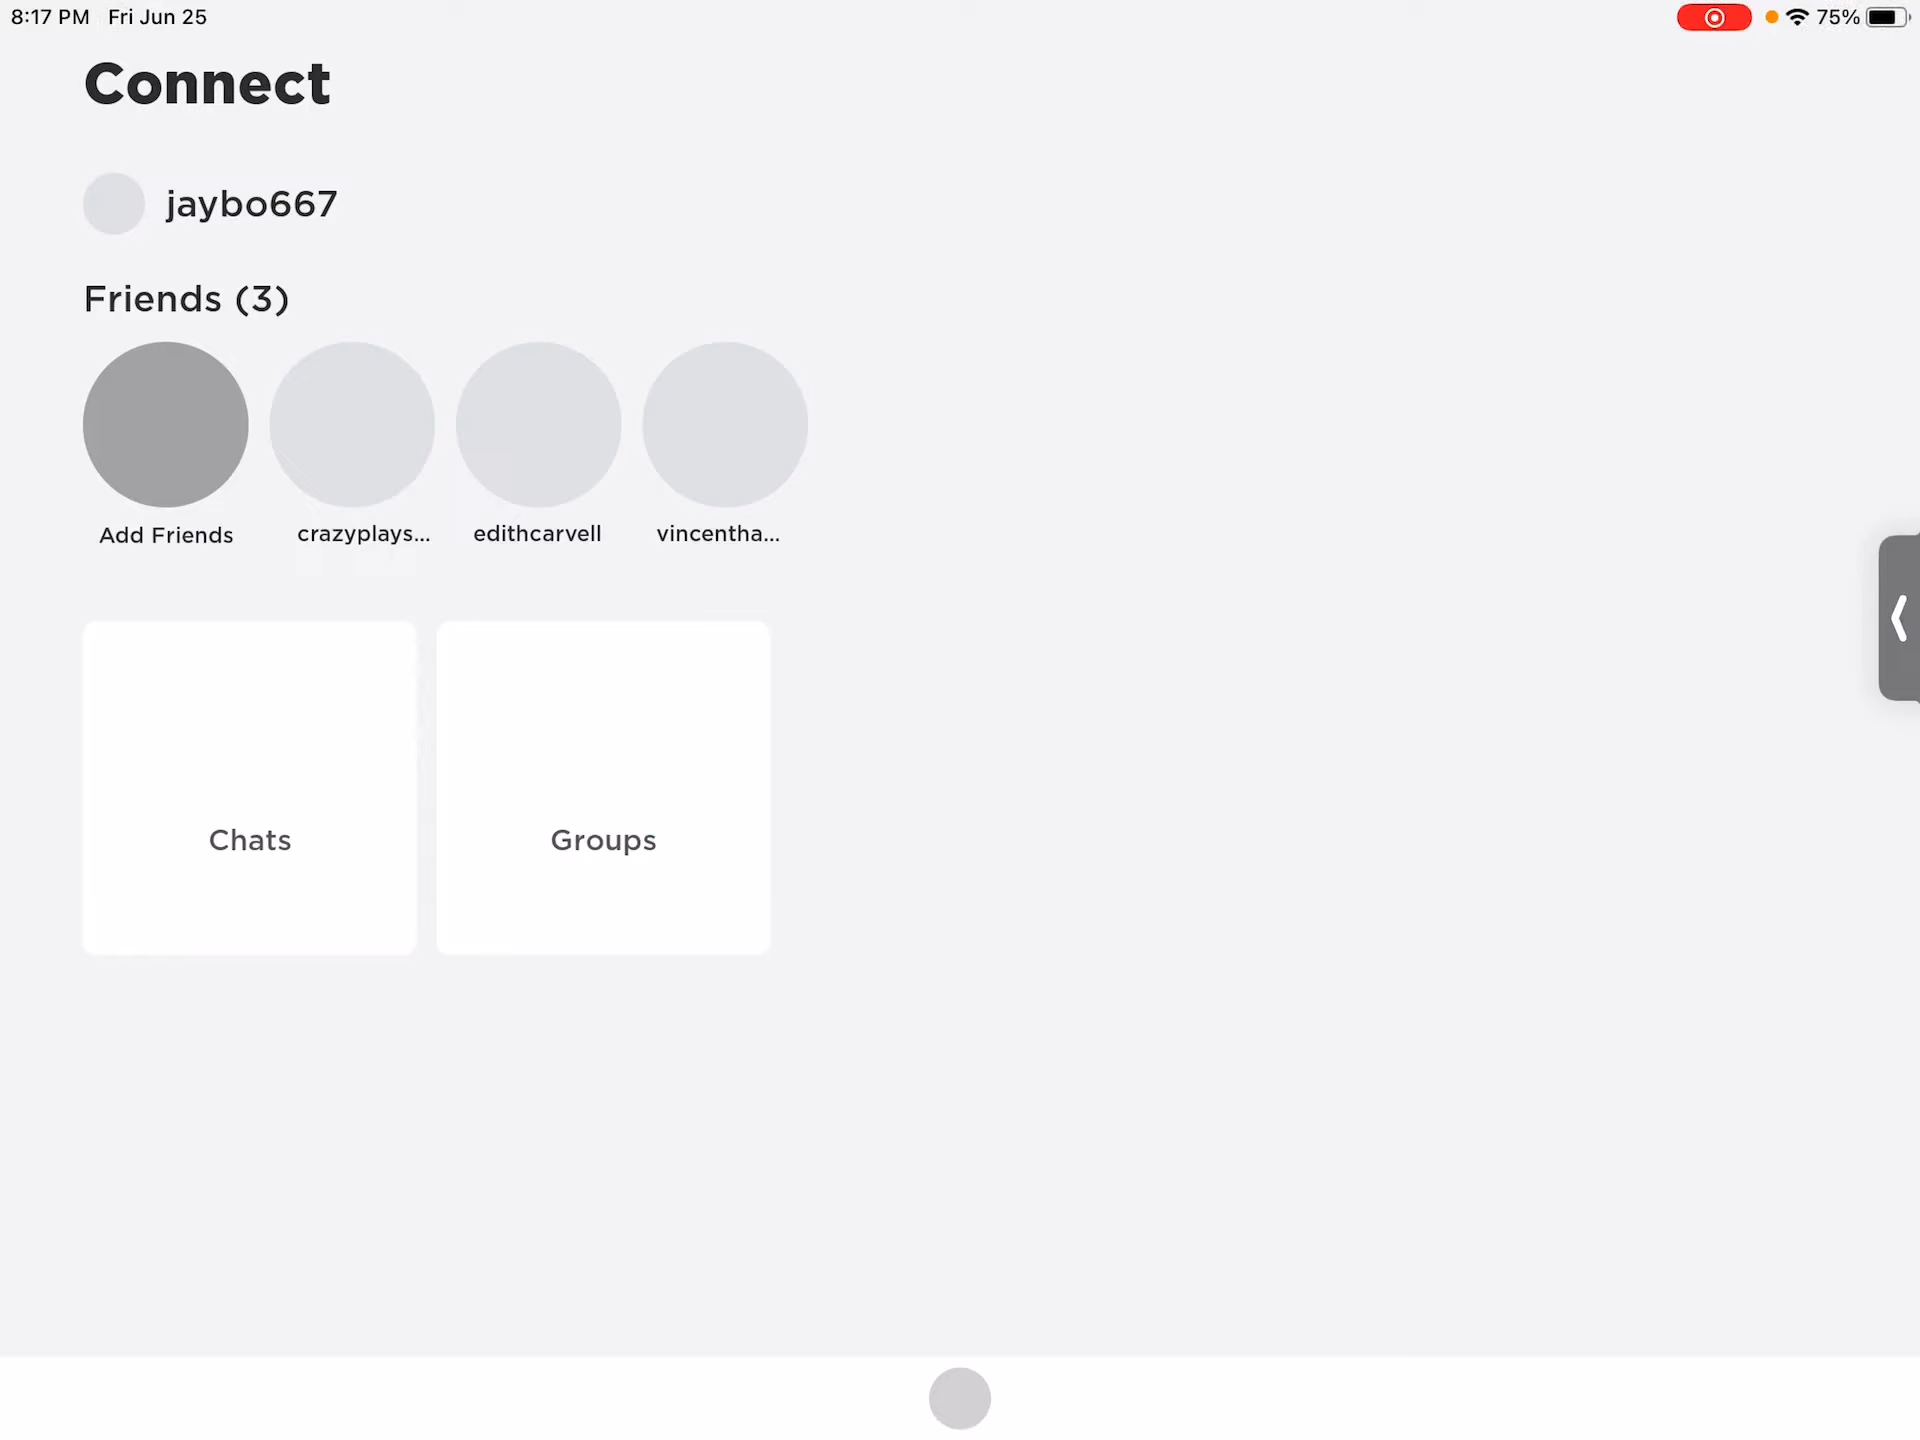 8:17 PM Fri Jun 25
75%
Connect
jaybo667
Friends (3)
Add Friends
crazyplays...
edithcarvell
vincentha...
Chats
Groups